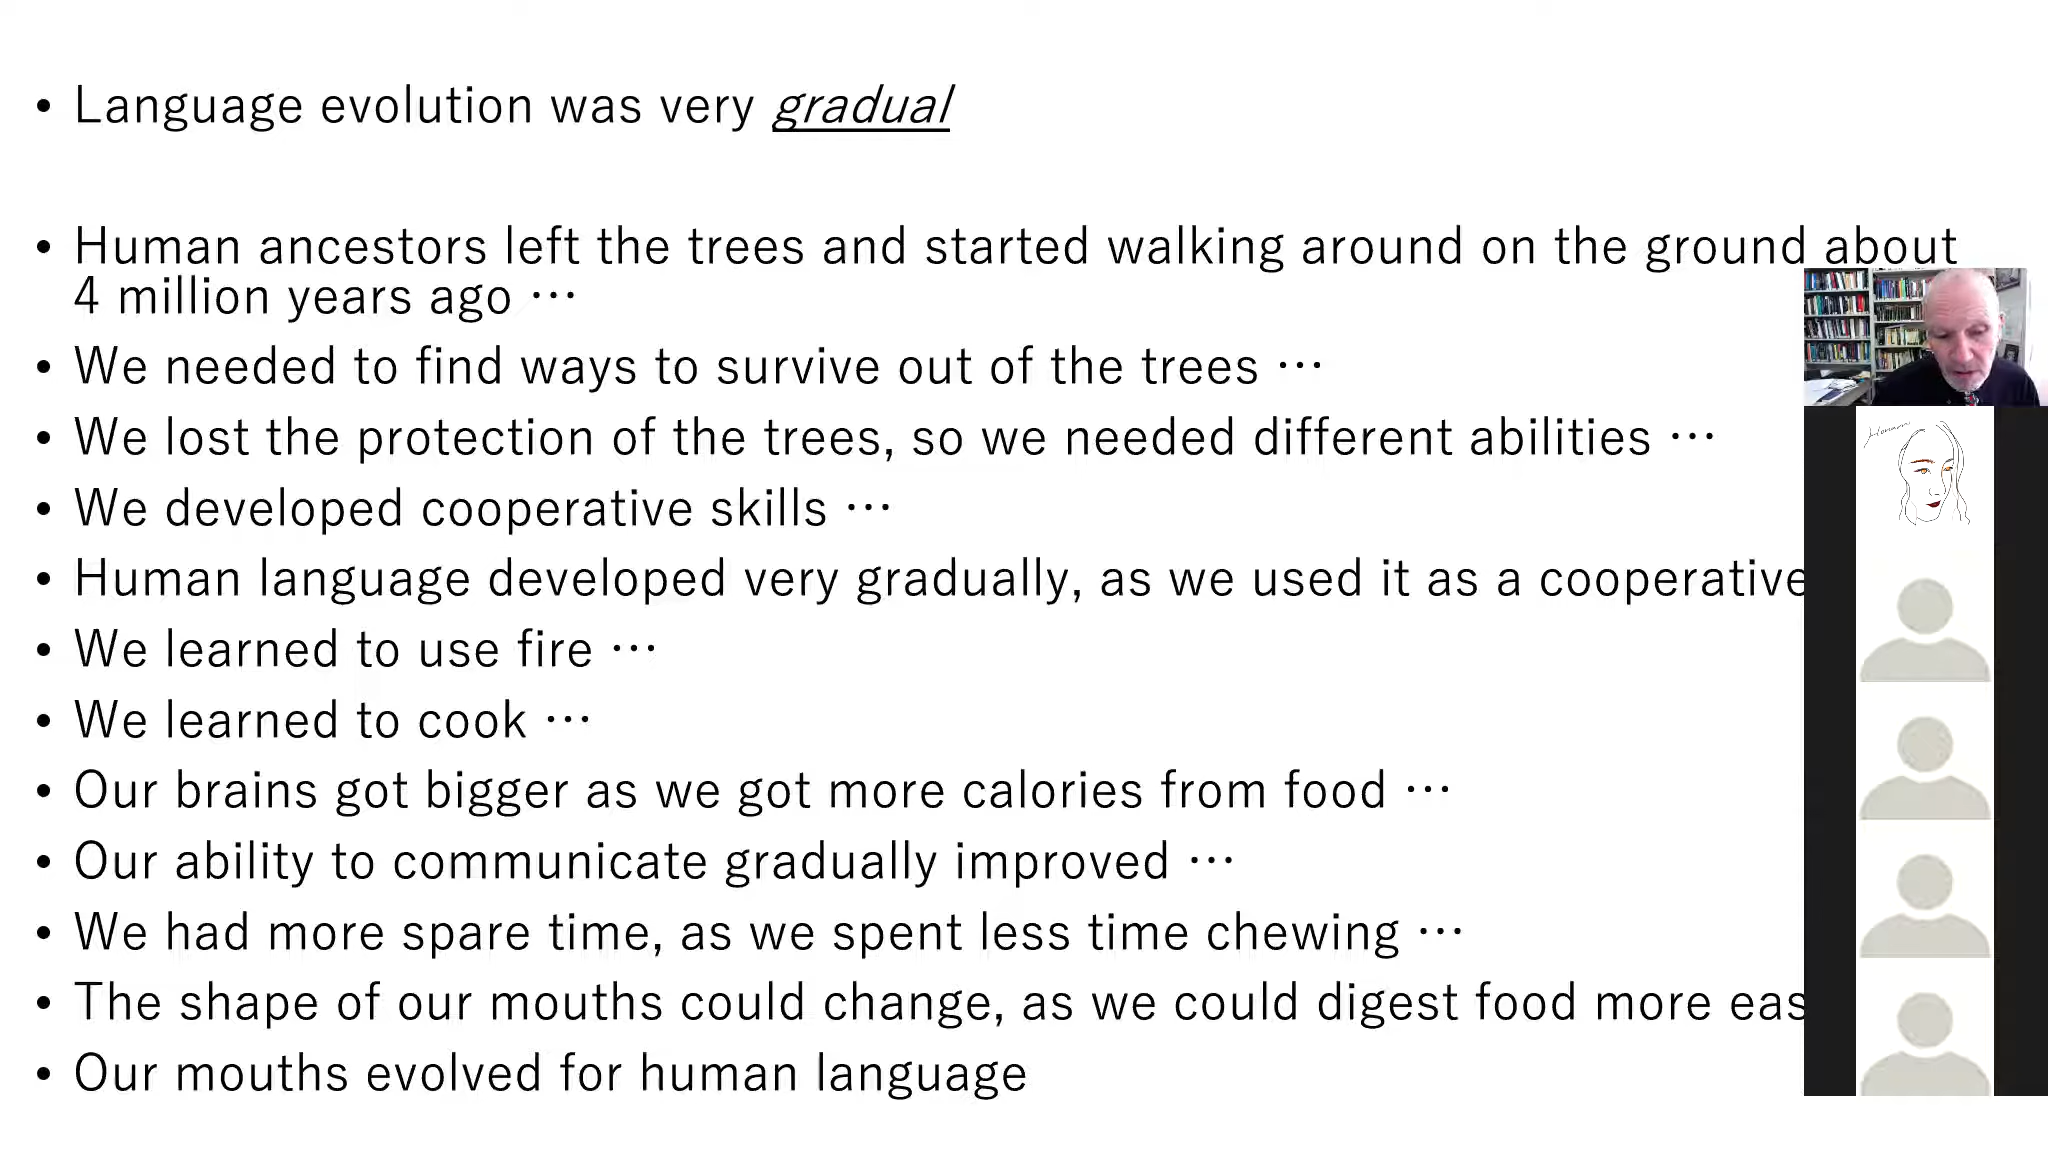 • Language evolution was very gradual
• Human ancestors left the trees and started walking around on the ground about
4 million years ago …
• We needed to find ways to survive out of the trees …
• We lost the protection of the trees, so we needed different abilities …
• We developed cooperative skills …
• Human language developed very gradually, as we used it as a cooperative
• We learned to use fire …
• We learned to cook …
• Our brains got bigger as we got more calories from food …
• Our ability to communicate gradually improved …
• We had more spare time, as we spent less time chewing …
• The shape of our mouths could change, as we could digest food more eas
• Our mouths evolved for human language